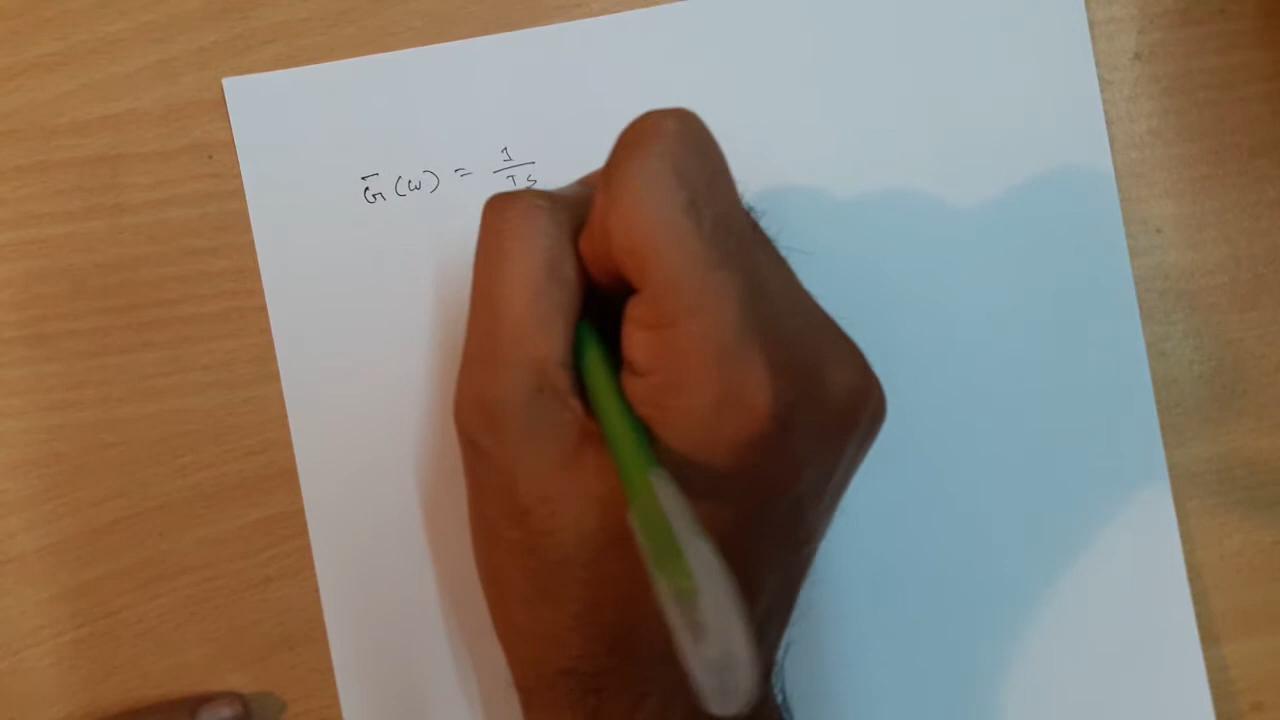 Ḡ(ω) = 1/Ts